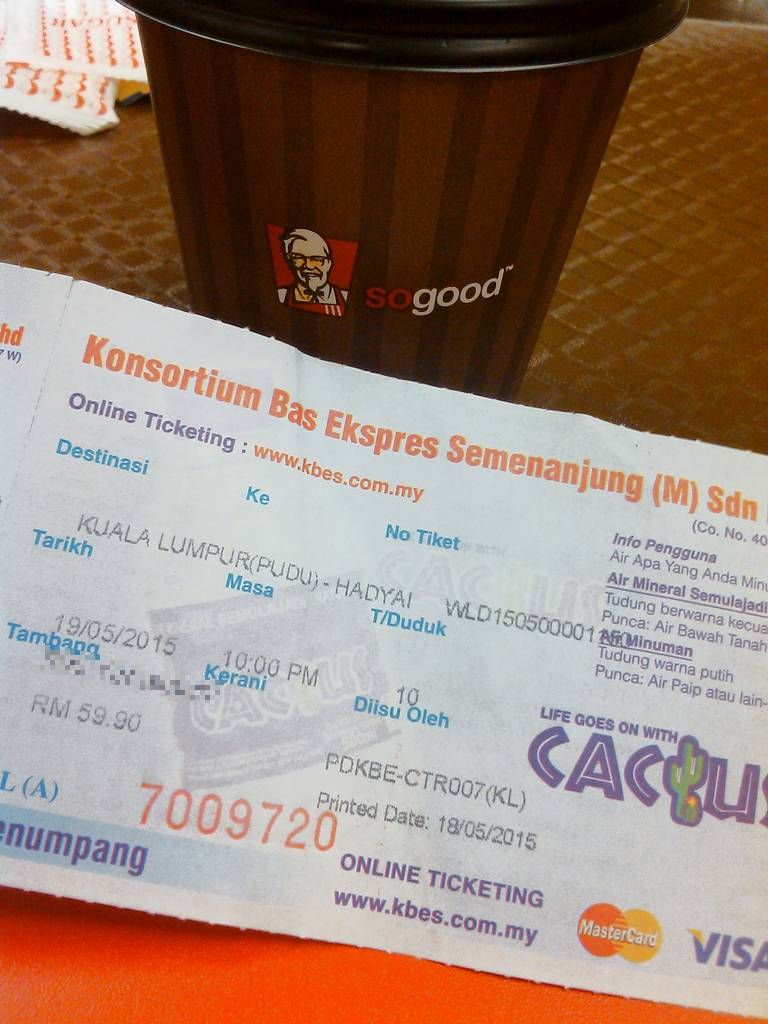 sogood™
hd
7 W)
Konsortium Bas Ekspres Semenanjung (M) Sdn
(Co. No. 40
Online Ticketing : www.kbes.com.my
Destinasi
Ke
No Tiket
KUALA LUMPUR(PUDU) - HADYAI WLD150500001
Tarikh
Masa
T/Duduk
19/05/2015 10:00 PM 10
Tambang
Kerani
Diisu Oleh
RM 59.90
PDKBE-CTR007(KL)
Printed Date: 18/05/2015
L (A)
7009720
enumpang
ONLINE TICKETING
www.kbes.com.my
Info Pengguna
Air Apa Yang Anda Minu
Air Mineral Semulajadi
Tudung berwarna kecua
Punca: Air Bawah Tanah
Air Minuman
Tudung warna putih
Punca: Air Paip atau lain-
LIFE GOES ON WITH
CACTUS
MasterCard
VISA